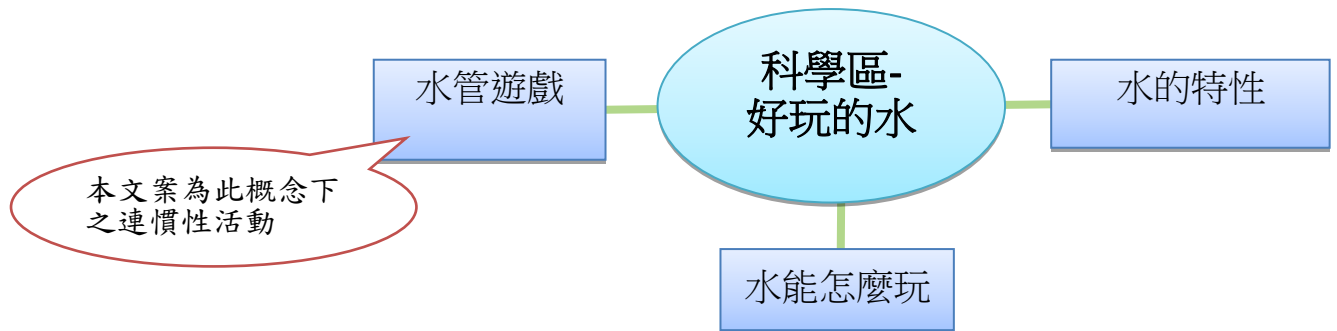 科學區-
好玩的水
水管遊戲
水的特性
本文案為此概念下
之連慣性活動
水能怎麼玩